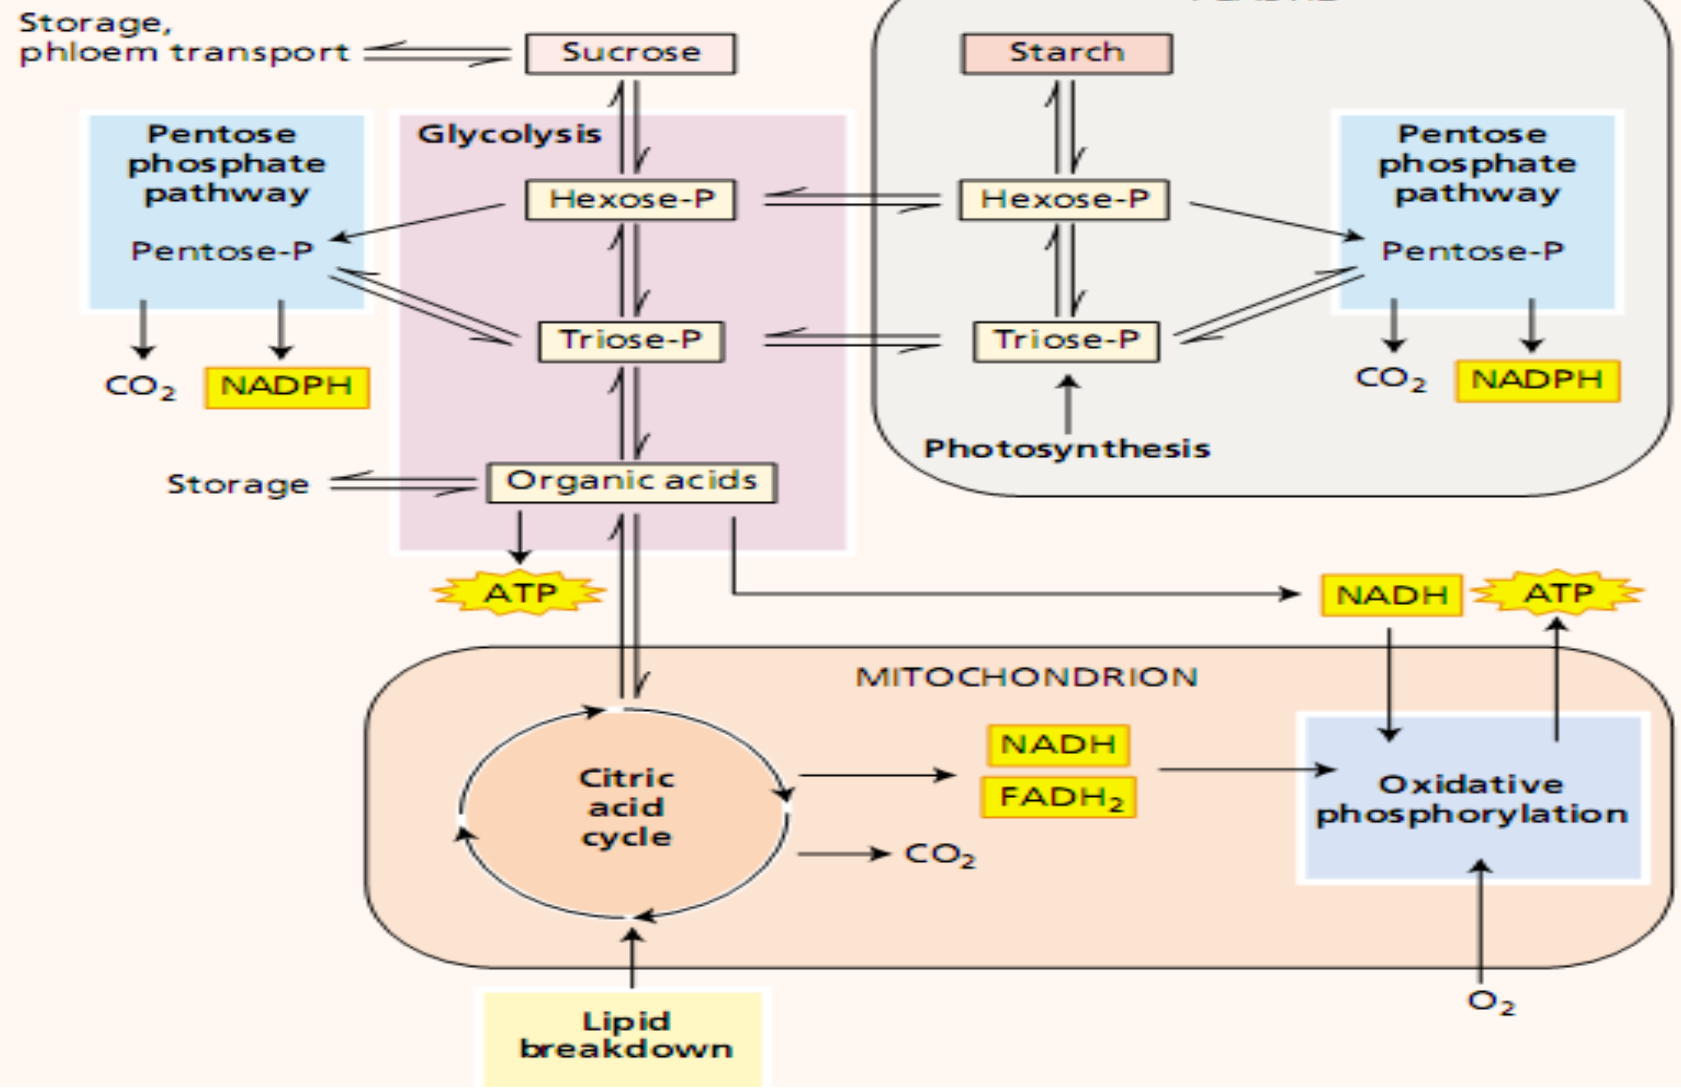 Storage,
phloem transport
Sucrose
Starch
Pentose
phosphate
pathway
Pentose-P
CO₂
NADPH
Glycolysis
Hexose-P
Triose-P
Organic acids
Storage
ATP
Hexose-P
Triose-P
Photosynthesis
Pentose
phosphate
pathway
Pentose-P
CO₂
NADPH
NADH
ATP
MITOCHONDRION
Citric
acid
cycle
NADH
FADH₂
CO₂
Oxidative
phosphorylation
O₂
Lipid
breakdown